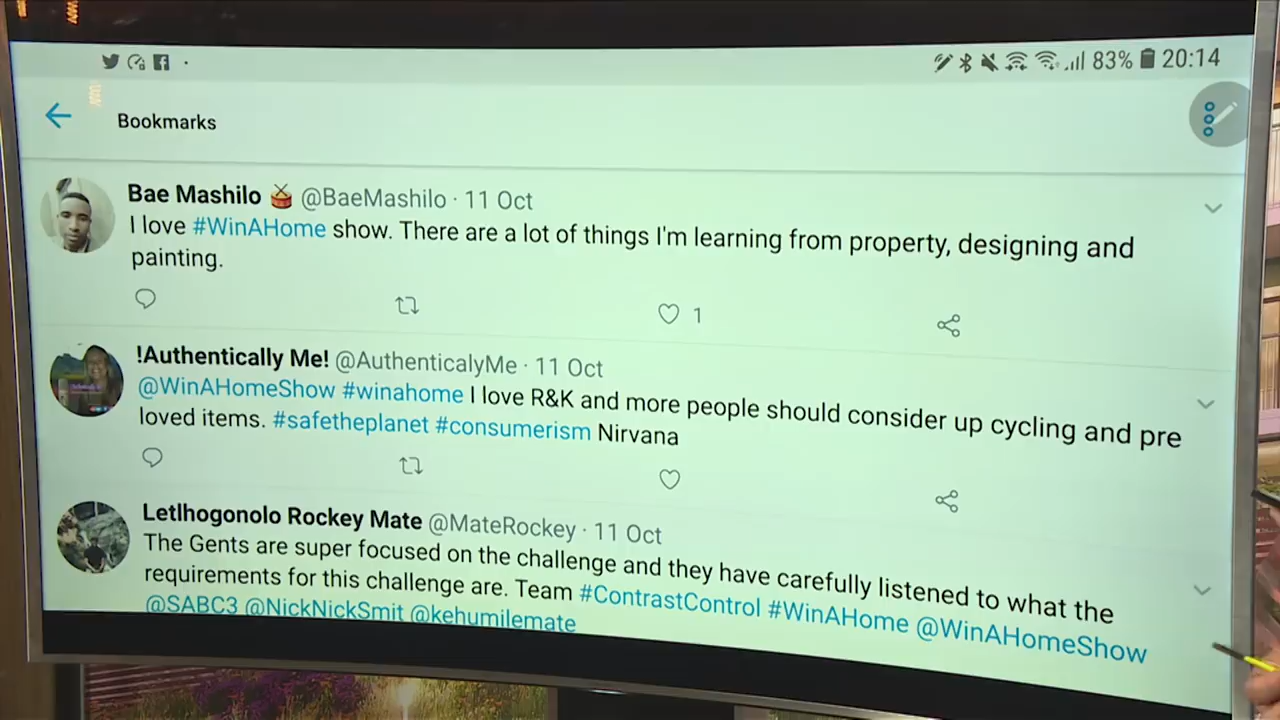 83% 20:14
Bookmarks
Bae Mashilo 🥁 @BaeMashilo · 11 Oct
I love #WinAHome show. There are a lot of things I'm learning from property, designing and
painting.
1
!Authentically Me! @AuthenticalyMe · 11 Oct
@WinAHomeShow #winahome I love R&K and more people should consider up cycling and pre
loved items. #safetheplanet #consumerism Nirvana
Letlhogonolo Rockey Mate @MateRockey · 11 Oct
The Gents are super focused on the challenge and they have carefully listened to what the
requirements for this challenge are. Team #ContrastControl #WinAHome @WinAHomeShow
@SABC3 @NickNickSmit @kehumilemate